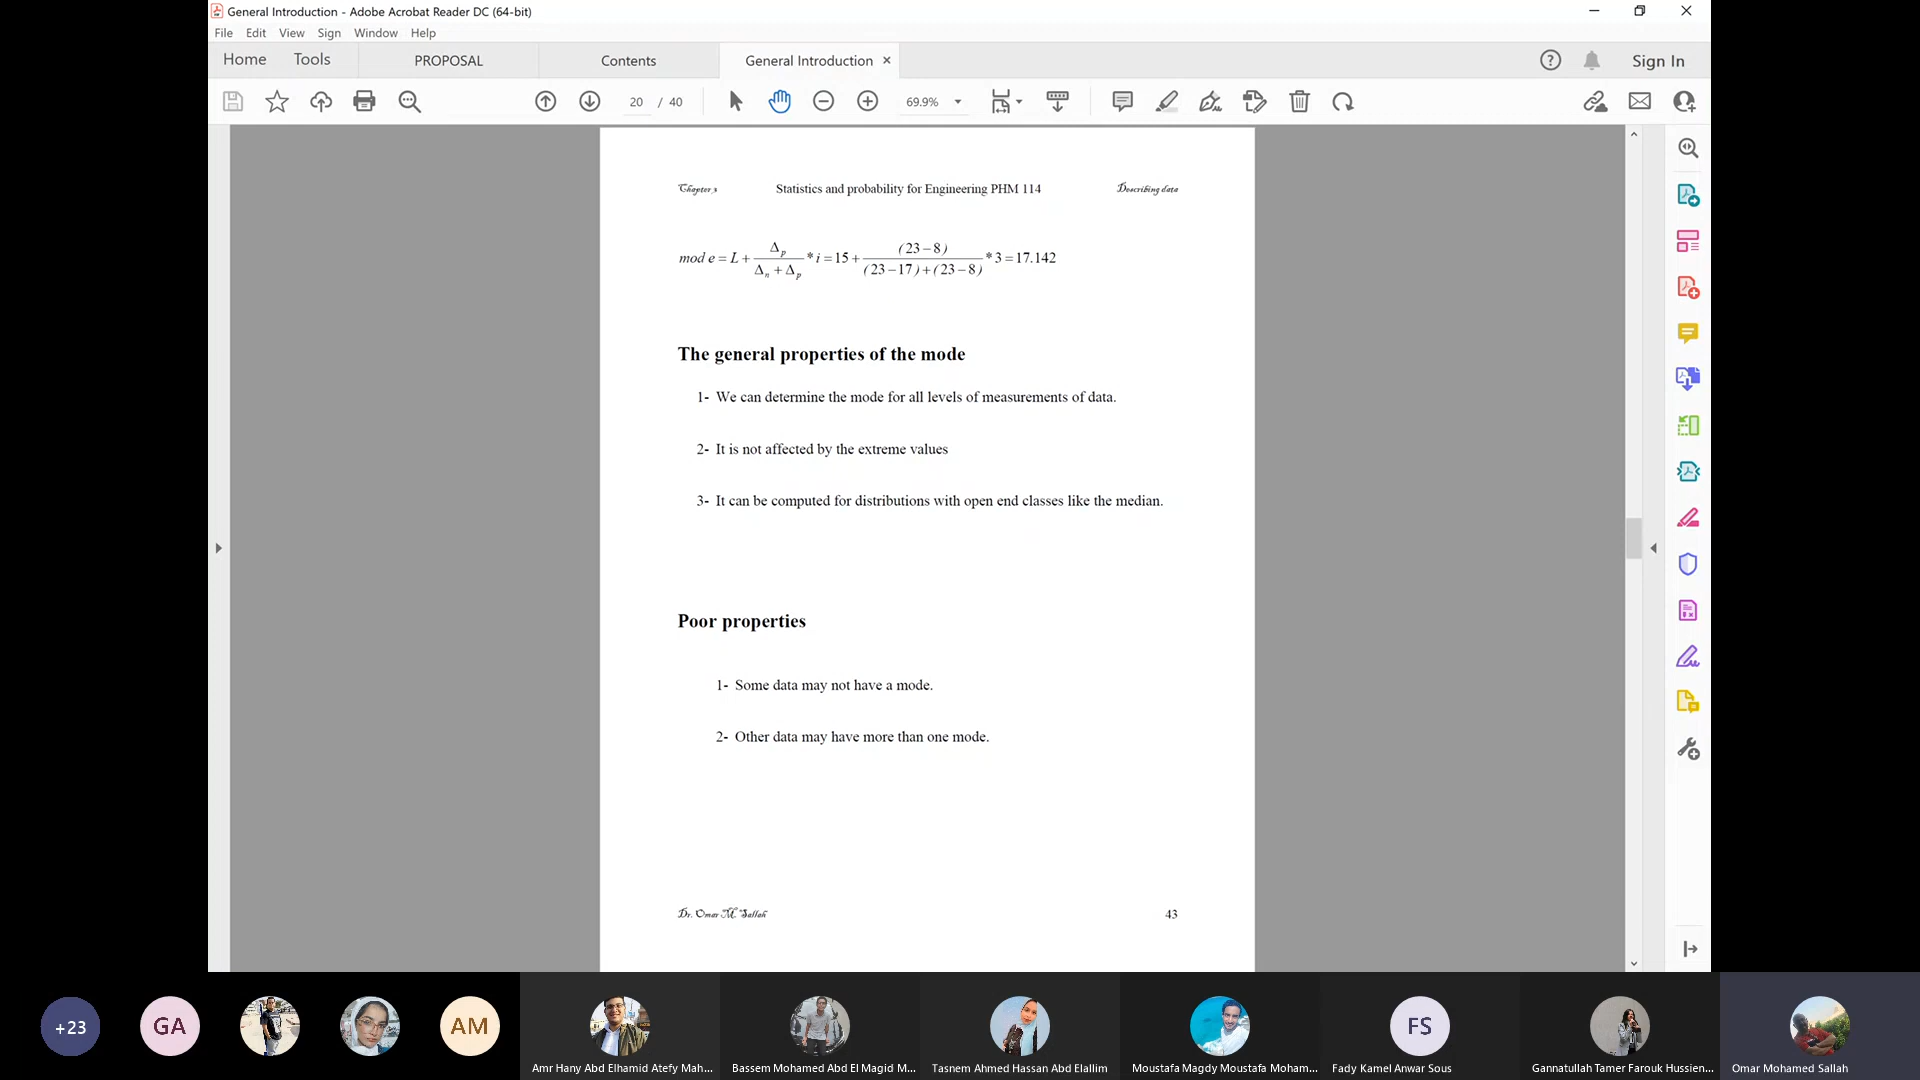 General Introduction - Adobe Acrobat Reader DC (64-bit)
File Edit View Sign Window Help
Home Tools PROPOSAL Contents General Introduction × Sign In
20 / 40 69.9%
Chapter 3 Statistics and probability for Engineering PHM 114 Describing data
mod e = L + Δp / (Δn + Δp) * i = 15 + (23 − 8) / ((23 − 17) + (23 − 8)) * 3 = 17.142
The general properties of the mode
1- We can determine the mode for all levels of measurements of data.
2- It is not affected by the extreme values
3- It can be computed for distributions with open end classes like the median.
Poor properties
1- Some data may not have a mode.
2- Other data may have more than one mode.
Dr. Omar M. Sallah 43
+23 GA AM FS
Amr Hany Abd Elhamid Atefy Mah... Bassem Mohamed Abd El Magid M... Tasnem Ahmed Hassan Abd Elallim Moustafa Magdy Moustafa Moham... Fady Kamel Anwar Sous Gannatullah Tamer Farouk Hussien... Omar Mohamed Sallah